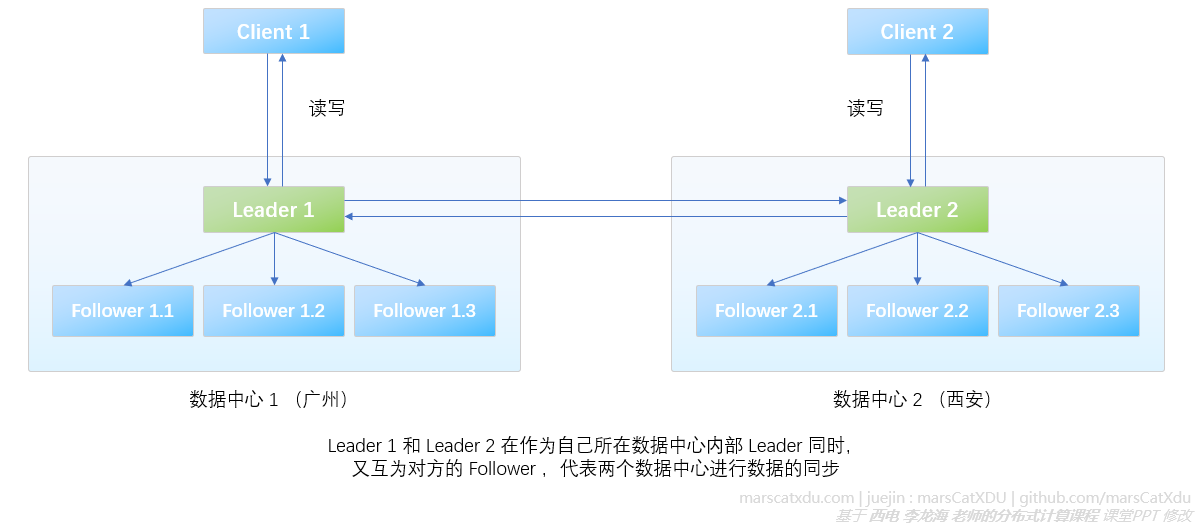 Client 1
Client 2
读写
读写
Leader 1
Leader 2
Follower 1.1
Follower 1.2
Follower 1.3
Follower 2.1
Follower 2.2
Follower 2.3
数据中心 1 （广州）
数据中心 2 （西安）
Leader 1 和 Leader 2 在作为自己所在数据中心内部 Leader 同时，
又互为对方的 Follower ，代表两个数据中心进行数据的同步
marscatxdu.com | juejin : marsCatXDU | github.com/marsCatXdu
基于 西电 李龙海 老师的分布式计算课程 课堂PPT 修改